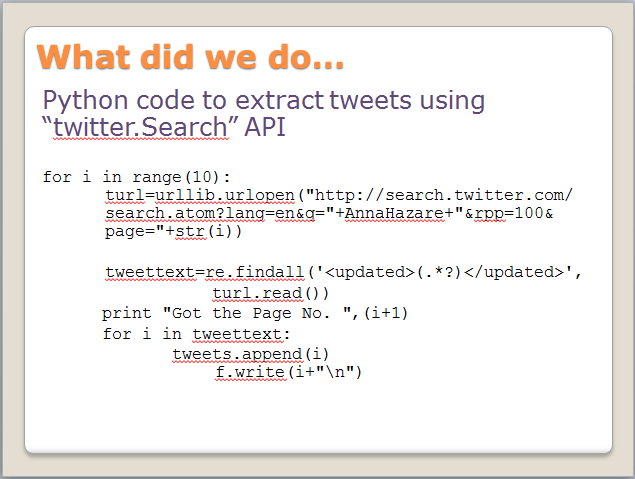 What did we do...
Python code to extract tweets using
“twitter.Search” API
for i in range(10):
turl=urllib.urlopen("http://search.twitter.com/
search.atom?lang=en&q="+AnnaHazare+"&rpp=100&
page="+str(i))
tweettext=re.findall('<updated>(.*?)</updated>',
turl.read())
print "Got the Page No. ",(i+1)
for i in tweettext:
tweets.append(i)
f.write(i+"\n")